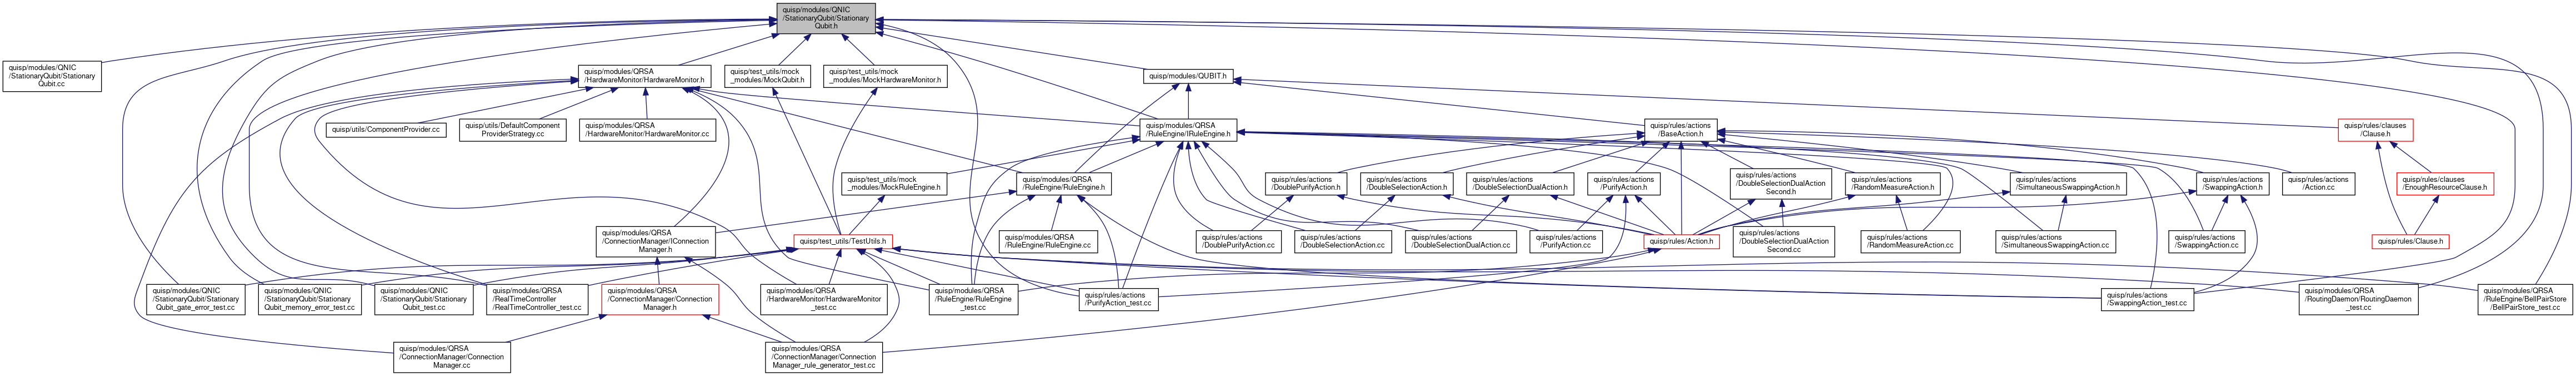 quisp/modules/QNIC
/StationaryQubit/Stationary
Qubit.h
quisp/modules/QNIC
/StationaryQubit/Stationary
Qubit.cc
quisp/modules/QRSA
/HardwareMonitor/HardwareMonitor.h
quisp/test_utils/mock
_modules/MockQubit.h
quisp/test_utils/mock
_modules/MockHardwareMonitor.h
quisp/modules/QUBIT.h
quisp/utils/ComponentProvider.cc
quisp/utils/DefaultComponent
ProviderStrategy.cc
quisp/modules/QRSA
/HardwareMonitor/HardwareMonitor.cc
quisp/modules/QRSA
/RuleEngine/IRuleEngine.h
quisp/rules/actions
/BaseAction.h
quisp/rules/clauses
/Clause.h
quisp/test_utils/mock
_modules/MockRuleEngine.h
quisp/modules/QRSA
/RuleEngine/RuleEngine.h
quisp/rules/actions
/DoublePurifyAction.h
quisp/rules/actions
/DoubleSelectionAction.h
quisp/rules/actions
/DoubleSelectionDualAction.h
quisp/rules/actions
/PurifyAction.h
quisp/rules/actions
/DoubleSelectionDualAction
Second.h
quisp/rules/actions
/RandomMeasureAction.h
quisp/rules/actions
/SimultaneousSwappingAction.h
quisp/rules/actions
/SwappingAction.h
quisp/rules/actions
/Action.cc
quisp/rules/clauses
/EnoughResourceClause.h
quisp/modules/QRSA
/ConnectionManager/IConnection
Manager.h
quisp/test_utils/TestUtils.h
quisp/modules/QRSA
/RuleEngine/RuleEngine.cc
quisp/rules/actions
/DoublePurifyAction.cc
quisp/rules/actions
/DoubleSelectionAction.cc
quisp/rules/actions
/DoubleSelectionDualAction.cc
quisp/rules/actions
/PurifyAction.cc
quisp/rules/Action.h
quisp/rules/actions
/DoubleSelectionDualAction
Second.cc
quisp/rules/actions
/RandomMeasureAction.cc
quisp/rules/actions
/SimultaneousSwappingAction.cc
quisp/rules/actions
/SwappingAction.cc
quisp/rules/Clause.h
quisp/modules/QNIC
/StationaryQubit/Stationary
Qubit_gate_error_test.cc
quisp/modules/QNIC
/StationaryQubit/Stationary
Qubit_memory_error_test.cc
quisp/modules/QNIC
/StationaryQubit/Stationary
Qubit_test.cc
quisp/modules/QRSA
/RealTimeController
/RealTimeController_test.cc
quisp/modules/QRSA
/ConnectionManager/Connection
Manager.h
quisp/modules/QRSA
/HardwareMonitor/HardwareMonitor
_test.cc
quisp/modules/QRSA
/RuleEngine/RuleEngine
_test.cc
quisp/rules/actions
/PurifyAction_test.cc
quisp/rules/actions
/SwappingAction_test.cc
quisp/modules/QRSA
/RoutingDaemon/RoutingDaemon
_test.cc
quisp/modules/QRSA
/RuleEngine/BellPairStore
/BellPairStore_test.cc
quisp/modules/QRSA
/ConnectionManager/Connection
Manager.cc
quisp/modules/QRSA
/ConnectionManager/Connection
Manager_rule_generator_test.cc